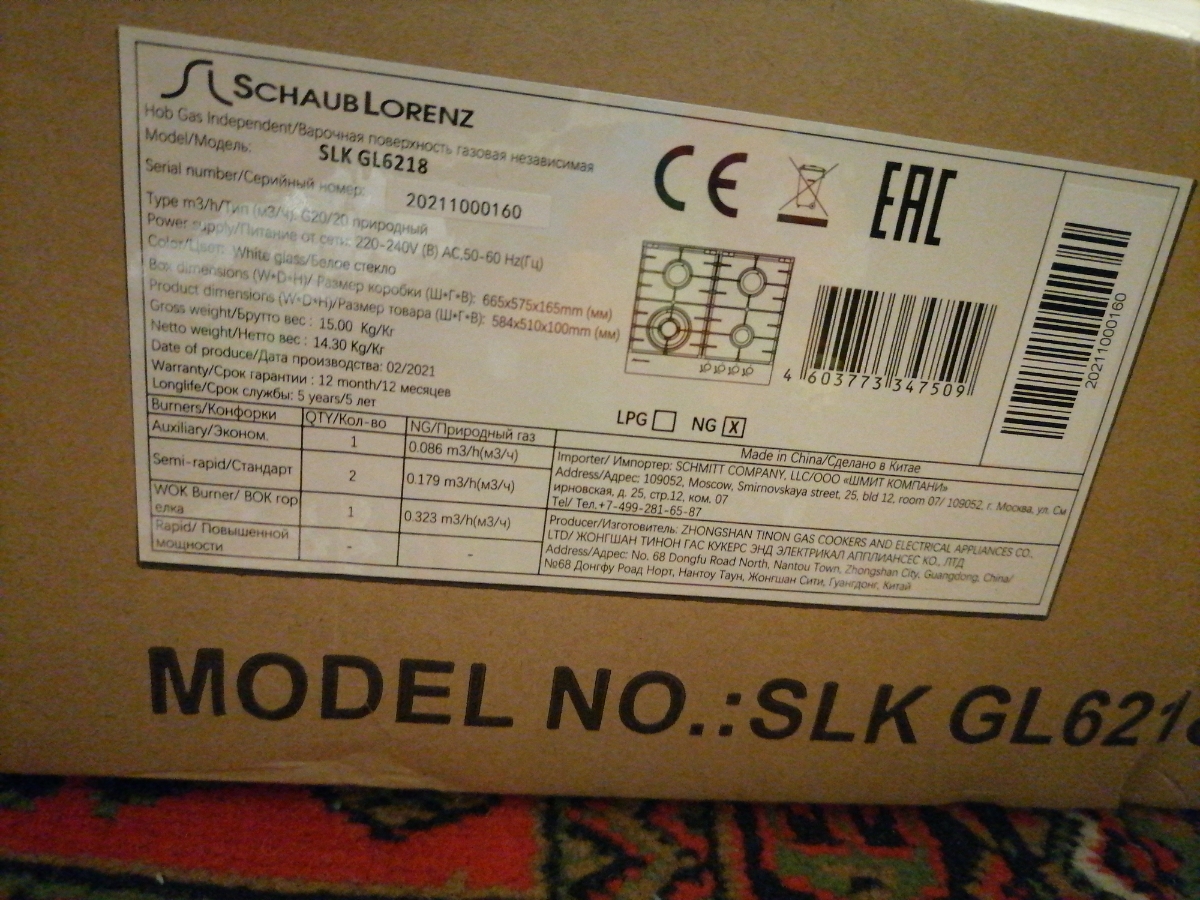 SCHAUB LORENZ
Hob Gas Independent/Варочная поверхность газовая независимая
Model/Модель: SLK GL6218
Serial number/Серийный номер: 20211000160
Type m3/h/Тип (м3/ч): G20/20 природный
Power supply/Питание от сети: 220-240V (В) AC,50-60 Hz(Гц)
Color/Цвет: White glass/Белое стекло
Box dimensions (W*D*H)/ Размер коробки (Ш*Г*В): 665x575x165mm (мм)
Product dimensions (W*D*H)/Размер товара (Ш*Г*В): 584x510x100mm (мм)
Gross weight/Брутто вес : 15.00 Kg/Kr
Netto weight/Нетто вес : 14.30 Kg/Kr
Date of produce/Дата производства: 02/2021
Warranty/Срок гарантии : 12 month/12 месяцев
Longlife/Срок службы: 5 years/5 лет
CE
EAC
4 603773 347509
20211000160
LPG NG X
Burners/Конфорки QTY/Кол-во NG/Природный газ
Auxiliary/Эконом. 1 0.086 m3/h(м3/ч)
Semi-rapid/Стандарт 2 0.179 m3/h(м3/ч)
WOK Burner/ ВОК гор
елка 1 0.323 m3/h(м3/ч)
Rapid/ Повышенной
мощности - -
Made in China/Сделано в Китае
Importer/ Импортер: SCHMITT COMPANY, LLC/ООО «ШМИТ КОМПАНИ»
Address/Адрес: 109052, Moscow, Smirnovskaya street, 25, bld 12, room 07/ 109052, г. Москва, ул. См
ирновская, д. 25, стр.12, ком. 07
Tel/ Тел.+7-499-281-65-87
Producer/Изготовитель: ZHONGSHAN TINON GAS COOKERS AND ELECTRICAL APPLIANCES CO.,
LTD/ ЖОНГШАН ТИНОН ГАС КУКЕРС ЭНД ЭЛЕКТРИКАЛ АППЛИАНСЕС КО., ЛТД
Address/Адрес: No. 68 Dongfu Road North, Nantou Town, Zhongshan City, Guangdong, China/
№68 Донгфу Роад Норт, Нантоу Таун, Жонгшан Сити, Гуангдонг, Китай
MODEL NO.:SLK GL6218